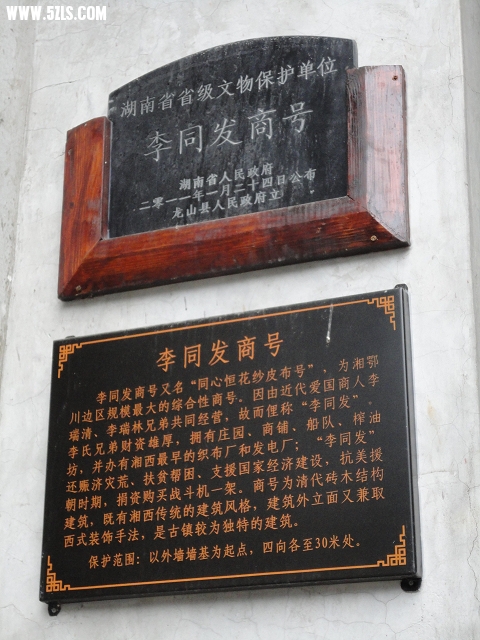 www.5ZLS.com
湖南省省级文物保护单位
李同发商号
湖南省人民政府
二零一一年一月二十四日公布
龙山县人民政府立
李同发商号
李同发商号又名“同心恒花纱皮布号”，为湘鄂
川边区规模最大的综合性商号。因由近代爱国商人李
瑞清、李瑞林兄弟共同经营，故而俚称“李同发”。
李氏兄弟财资雄厚，拥有庄园、商铺、船队、榨油
坊，并办有湘西最早的织布厂和发电厂；“李同发”
还赈济灾荒、扶贫帮困、支援国家经济建设，抗美援
朝时期，捐资购买战斗机一架。商号为清代砖木结构
建筑，既有湘西传统的建筑风格，建筑外立面又兼取
西式装饰手法，是古镇较为独特的建筑。
保护范围：以外墙墙基为起点，四向各至30米处。